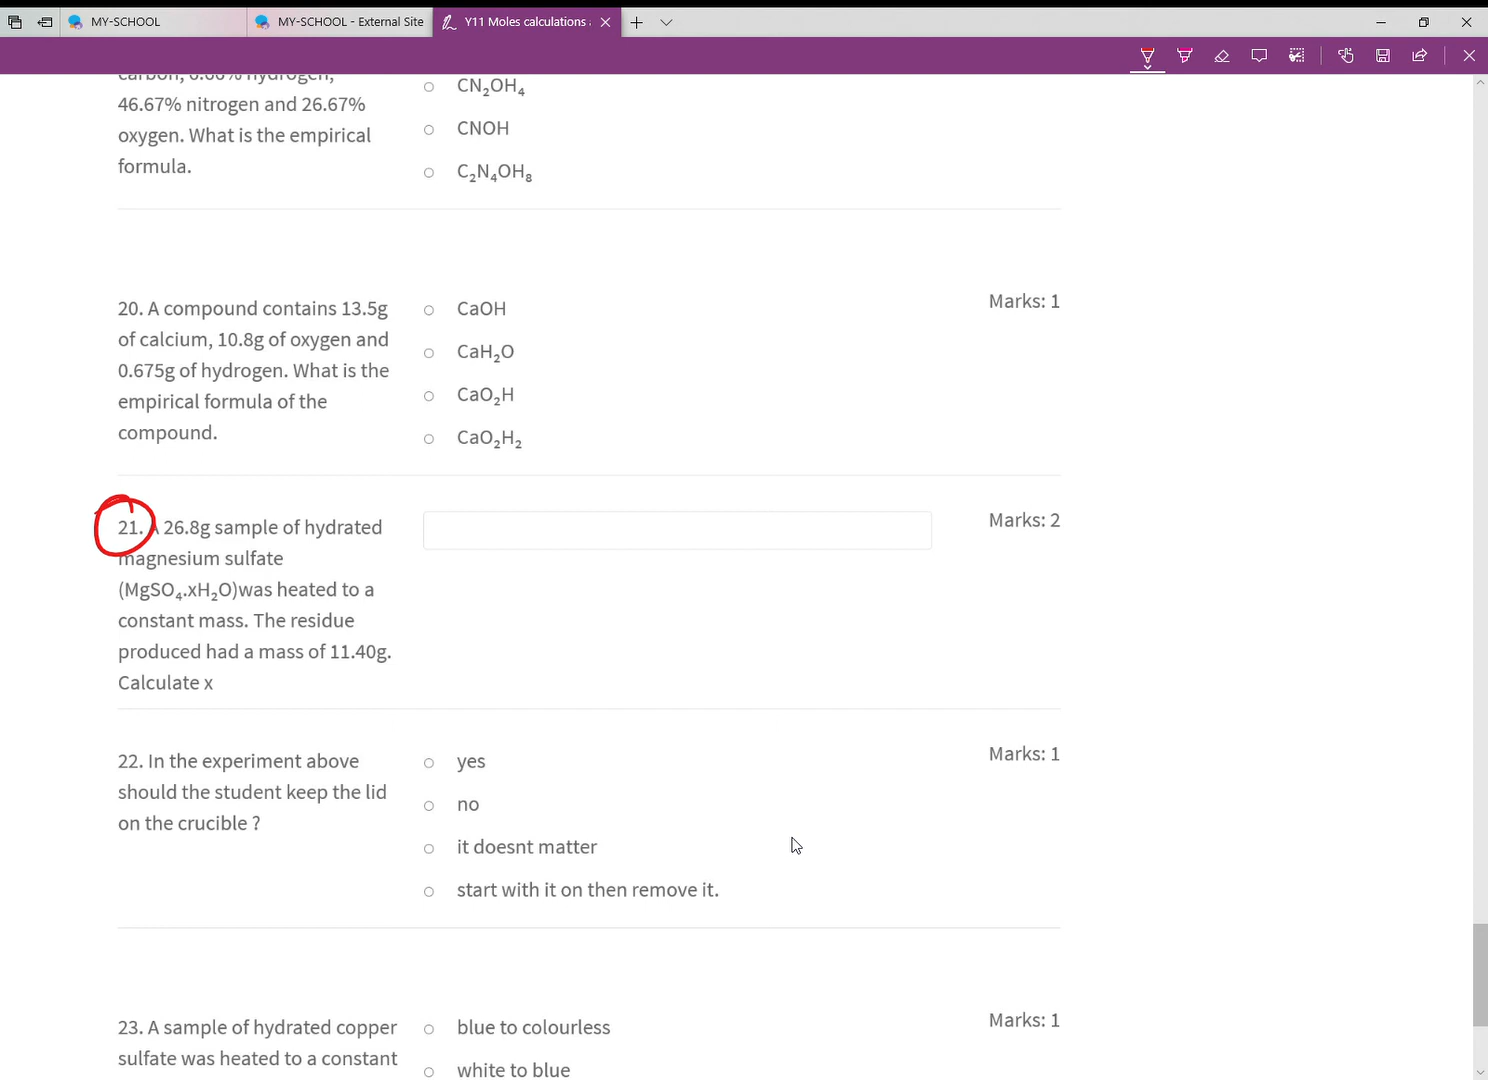 MY-SCHOOL
MY-SCHOOL - External Site
Y11 Moles calculations
carbon, 6.66% hydrogen,
46.67% nitrogen and 26.67%
oxygen. What is the empirical
formula.
CN₂OH₄
CNOH
C₂N₄OH₈
20. A compound contains 13.5g
of calcium, 10.8g of oxygen and
0.675g of hydrogen. What is the
empirical formula of the
compound.
CaOH
CaH₂O
CaO₂H
CaO₂H₂
Marks: 1
21. A 26.8g sample of hydrated
magnesium sulfate
(MgSO₄.xH₂O)was heated to a
constant mass. The residue
produced had a mass of 11.40g.
Calculate x
Marks: 2
22. In the experiment above
should the student keep the lid
on the crucible ?
yes
no
it doesnt matter
start with it on then remove it.
Marks: 1
23. A sample of hydrated copper
sulfate was heated to a constant
blue to colourless
white to blue
Marks: 1